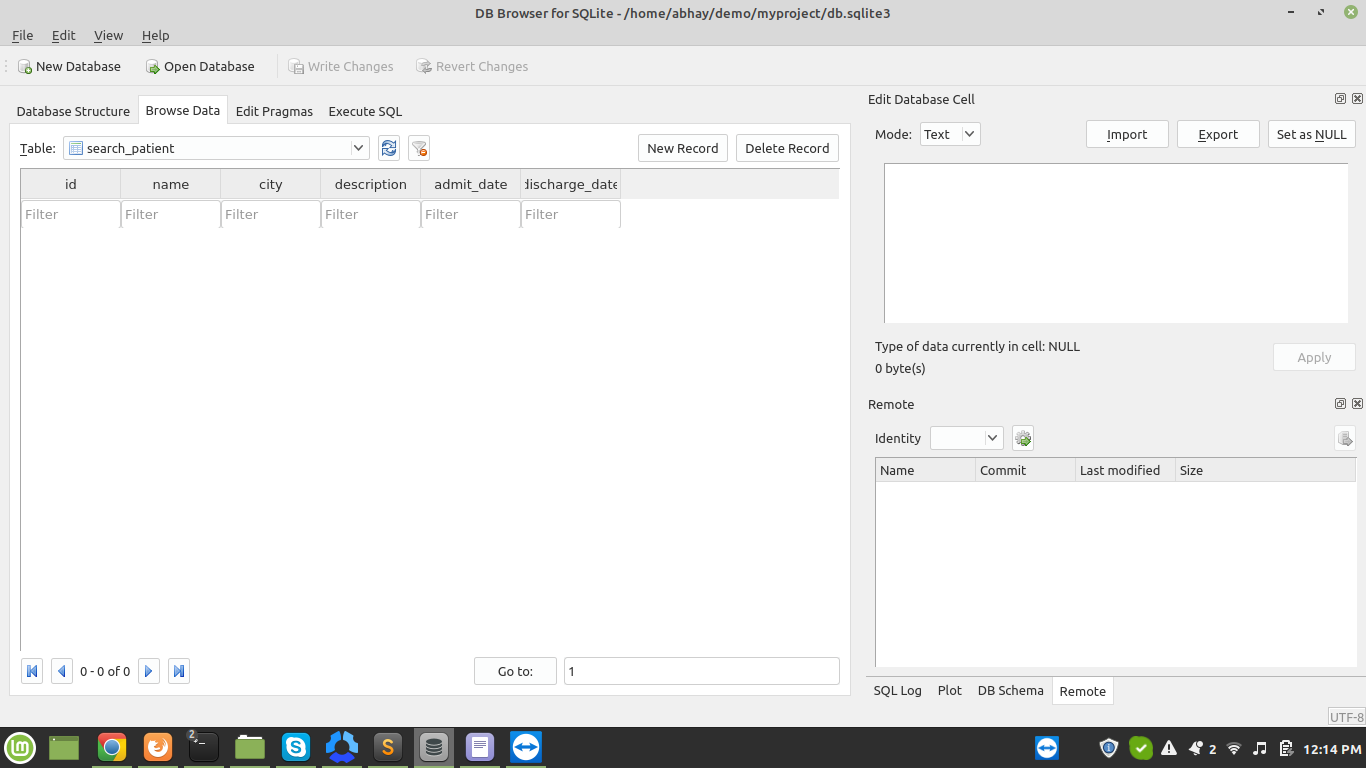 DB Browser for SQLite - /home/abhay/demo/myproject/db.sqlite3
File Edit View Help
New Database Open Database Write Changes Revert Changes
Database Structure Browse Data Edit Pragmas Execute SQL
Table: search_patient New Record Delete Record
id name city description admit_date discharge_date
Filter Filter Filter Filter Filter Filter
0 - 0 of 0 Go to: 1
Edit Database Cell
Mode: Text Import Export Set as NULL
Type of data currently in cell: NULL
0 byte(s)
Apply
Remote
Identity
Name Commit Last modified Size
SQL Log Plot DB Schema Remote
UTF-8
2 2 12:14 PM